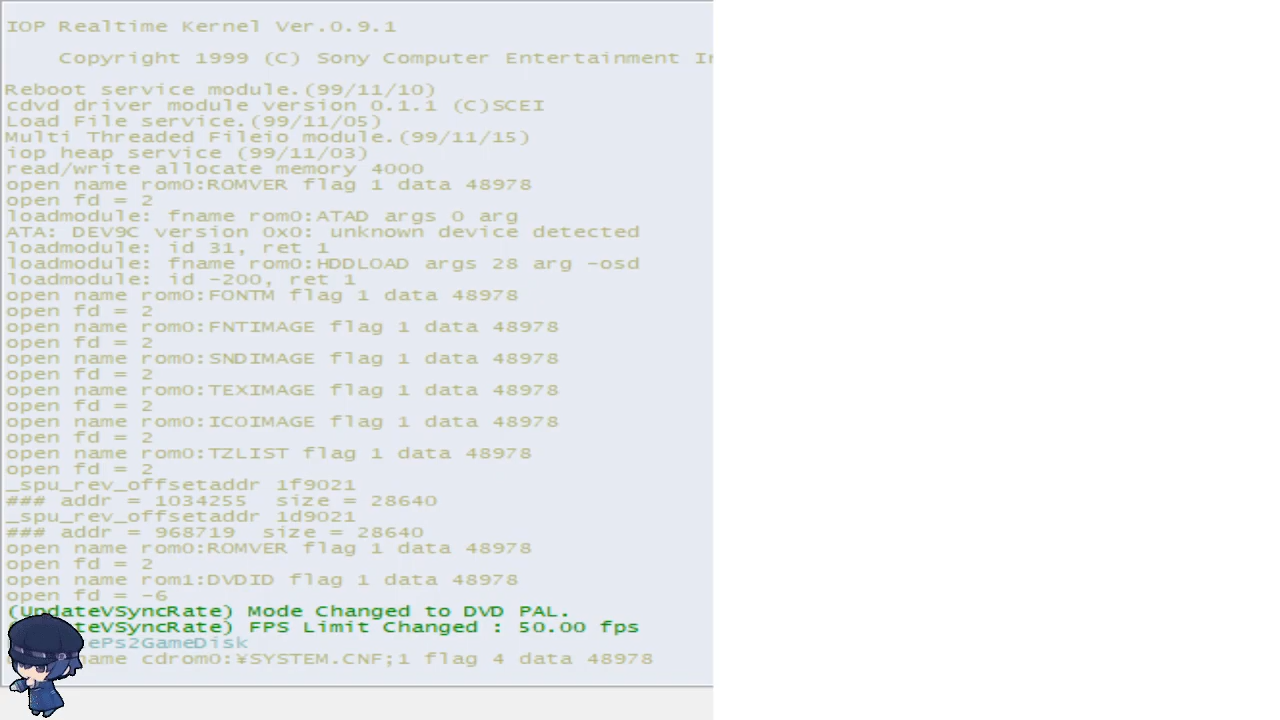 IOP Realtime Kernel Ver.0.9.1
Copyright 1999 (C) Sony Computer Entertainment
Reboot service module.(99/11/10)
cdvd driver module version 0.1.1 (C)SCEI
Load File service.(99/11/05)
Multi Threaded Fileio module.(99/11/15)
iop heap service (99/11/03)
read/write allocate memory 4000
open name rom0:ROMVER flag 1 data 48978
open fd = 2
loadmodule: fname rom0:ATAD args 0 arg
ATA: DEV9C version 0x0: unknown device detected
loadmodule: id 31, ret 1
loadmodule: fname rom0:HDDLOAD args 28 arg -osd
loadmodule: id -200, ret 1
open name rom0:FONTM flag 1 data 48978
open fd = 2
open name rom0:FNTIMAGE flag 1 data 48978
open fd = 2
open name rom0:SNDIMAGE flag 1 data 48978
open fd = 2
open name rom0:TEXIMAGE flag 1 data 48978
open fd = 2
open name rom0:ICOIMAGE flag 1 data 48978
open fd = 2
open name rom0:TZLIST flag 1 data 48978
open fd = 2
_spu_rev_offsetaddr 1f9021
### addr = 1034255  size = 28640
_spu_rev_offsetaddr 1d9021
### addr = 968719  size = 28640
open name rom0:ROMVER flag 1 data 48978
open fd = 2
open name rom1:DVDID flag 1 data 48978
open fd = -6
(UpdateVSyncRate) Mode Changed to DVD PAL.
teVSyncRate) FPS Limit Changed : 50.00 fps
ePs2GameDisk
name cdrom0:¥SYSTEM.CNF;1 flag 4 data 48978